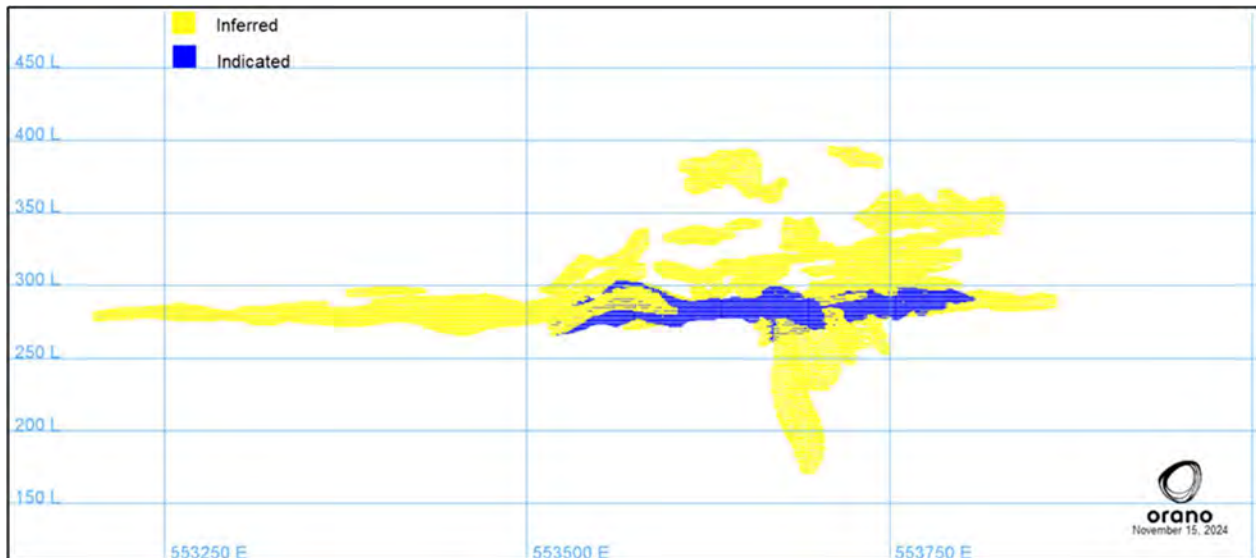 Inferred
Indicated
450 L
400 L
350 L
300 L
250 L
200 L
150 L
orano
November 15, 2024
553250 E
553500 E
553750 E